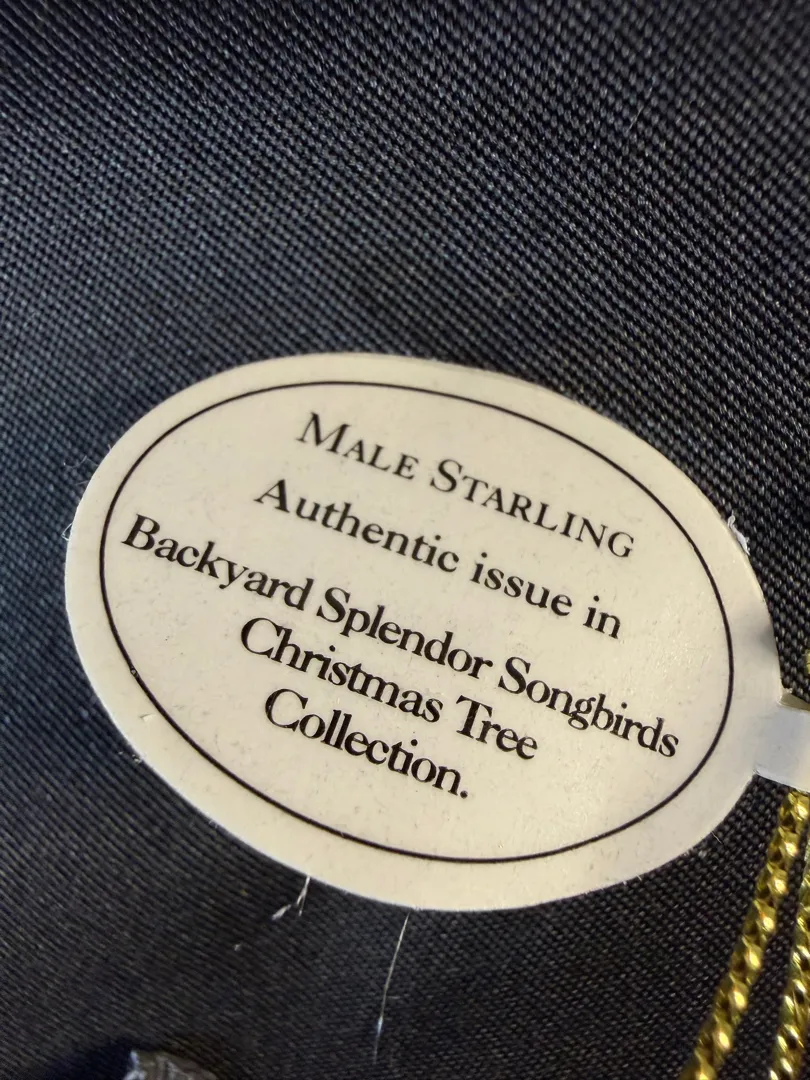 MALE STARLING
Authentic issue in
Backyard Splendor Songbirds
Christmas Tree
Collection.